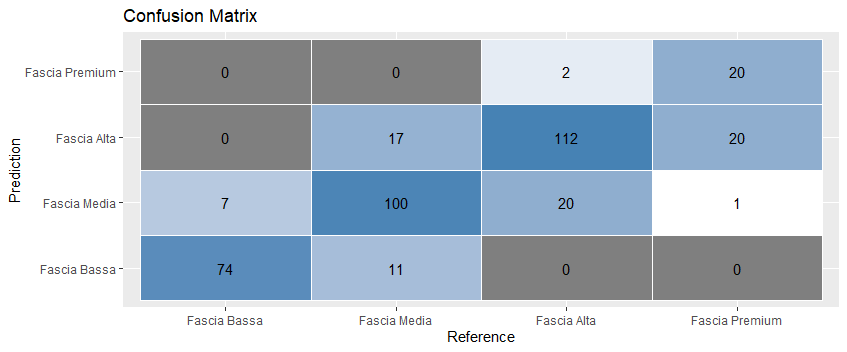 Confusion Matrix
Prediction
Fascia Premium 0 0 2 20
Fascia Alta 0 17 112 20
Fascia Media 7 100 20 1
Fascia Bassa 74 11 0 0
Fascia Bassa Fascia Media Fascia Alta Fascia Premium
Reference